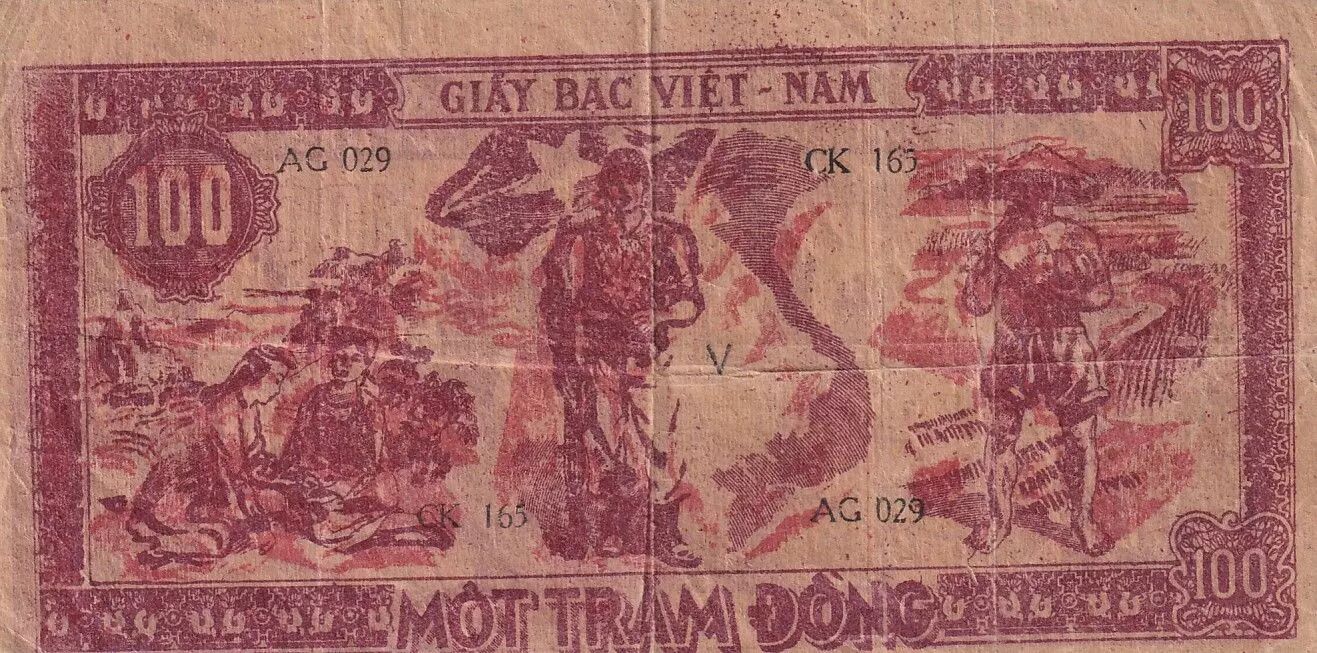 GIẤY BẠC VIỆT-NAM
100
100
AG 029
CK 165
V
CK 165
AG 029
100
MỘT TRĂM ĐỒNG